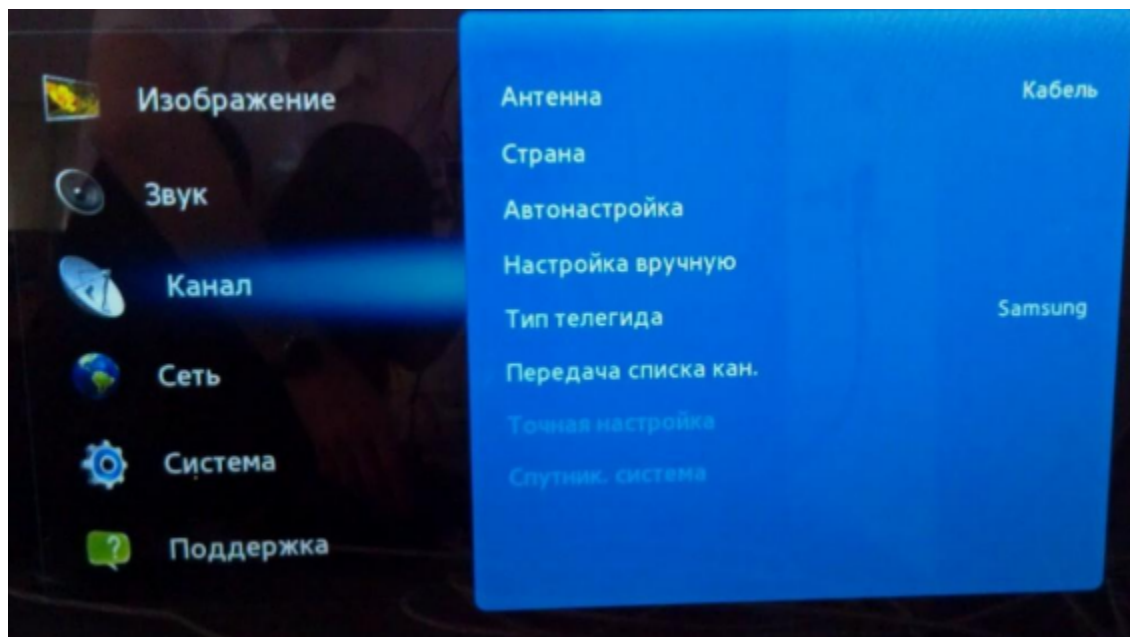 Изображение
Звук
Канал
Сеть
Система
Поддержка
Антенна Кабель
Страна
Автонастройка
Настройка вручную
Тип телегида Samsung
Передача списка кан.
Точная настройка
Спутник. система